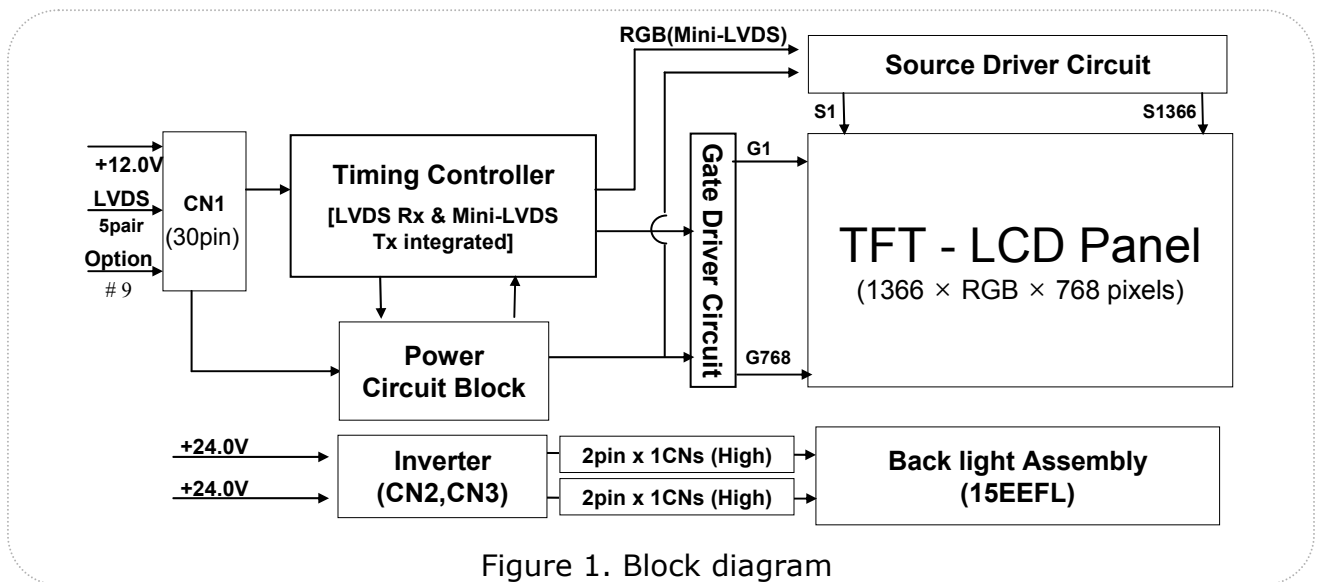 RGB(Mini-LVDS)
Source Driver Circuit
S1
S1366
+12.0V
LVDS
5pair
Option
# 9
CN1
(30pin)
Timing Controller
[LVDS Rx & Mini-LVDS
Tx integrated]
Power
Circuit Block
Gate Driver Circuit
G1
G768
TFT - LCD Panel
(1366 × RGB × 768 pixels)
+24.0V
+24.0V
Inverter
(CN2,CN3)
2pin x 1CNs (High)
2pin x 1CNs (High)
Back light Assembly
(15EEFL)
Figure 1. Block diagram